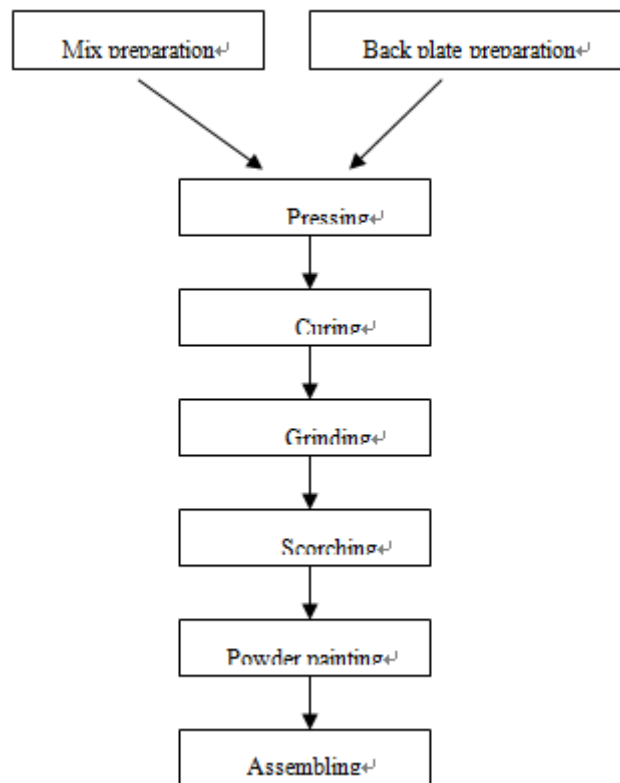 Mix preparation
Back plate preparation
Pressing
Curing
Grinding
Scorching
Powder painting
Assembling